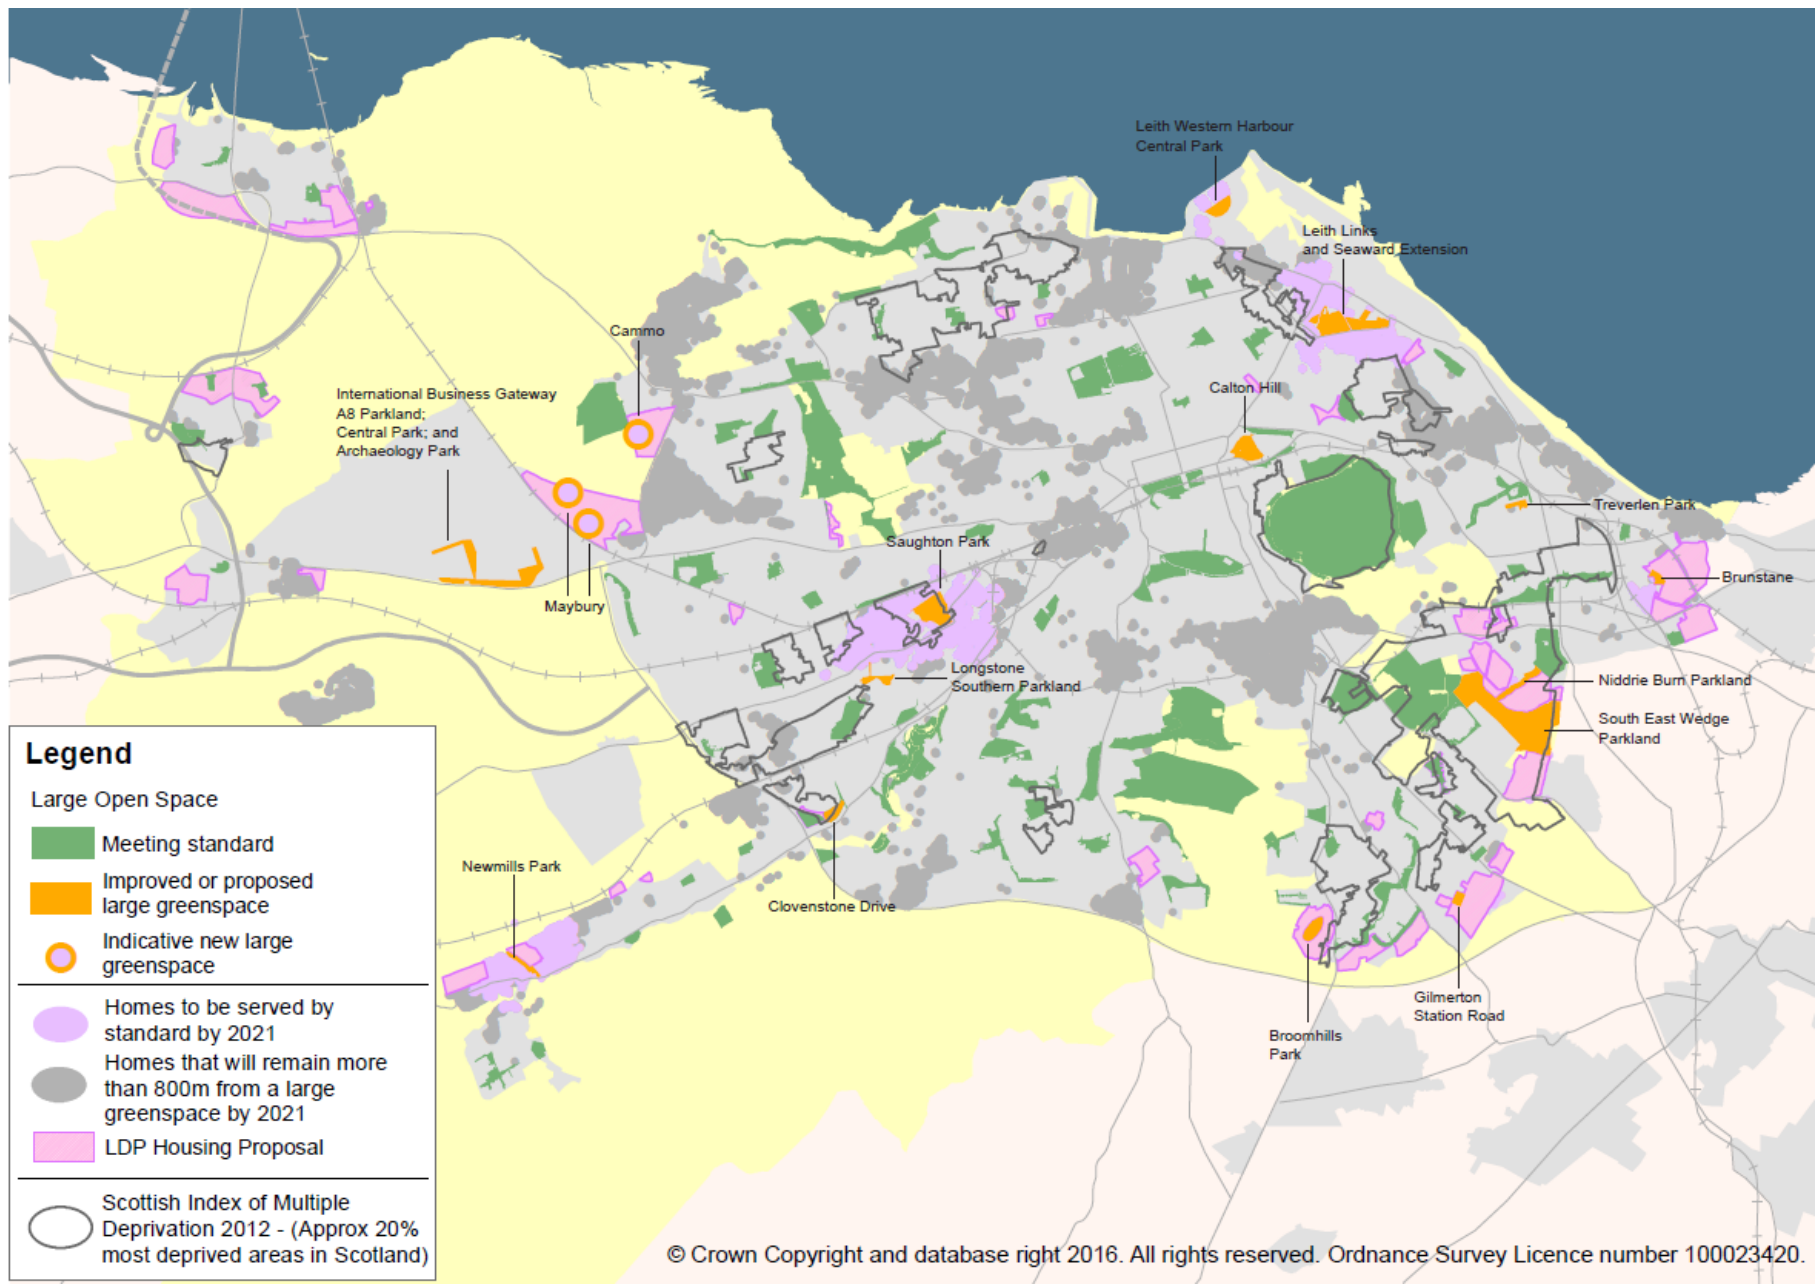 Leith Western Harbour
Central Park
Leith Links
and Seaward Extension
Cammo
International Business Gateway
A8 Parkland;
Central Park; and
Archaeology Park
Calton Hill
Treverlen Park
Saughton Park
Brunstane
Maybury
Longstone
Southern Parkland
Niddrie Burn Parkland
South East Wedge
Parkland
Newmills Park
Clovenstone Drive
Gilmerton
Station Road
Broomhills
Park
Legend
Large Open Space
Meeting standard
Improved or proposed
large greenspace
Indicative new large
greenspace
Homes to be served by
standard by 2021
Homes that will remain more
than 800m from a large
greenspace by 2021
LDP Housing Proposal
Scottish Index of Multiple
Deprivation 2012 - (Approx 20%
most deprived areas in Scotland)
© Crown Copyright and database right 2016. All rights reserved. Ordnance Survey Licence number 100023420.